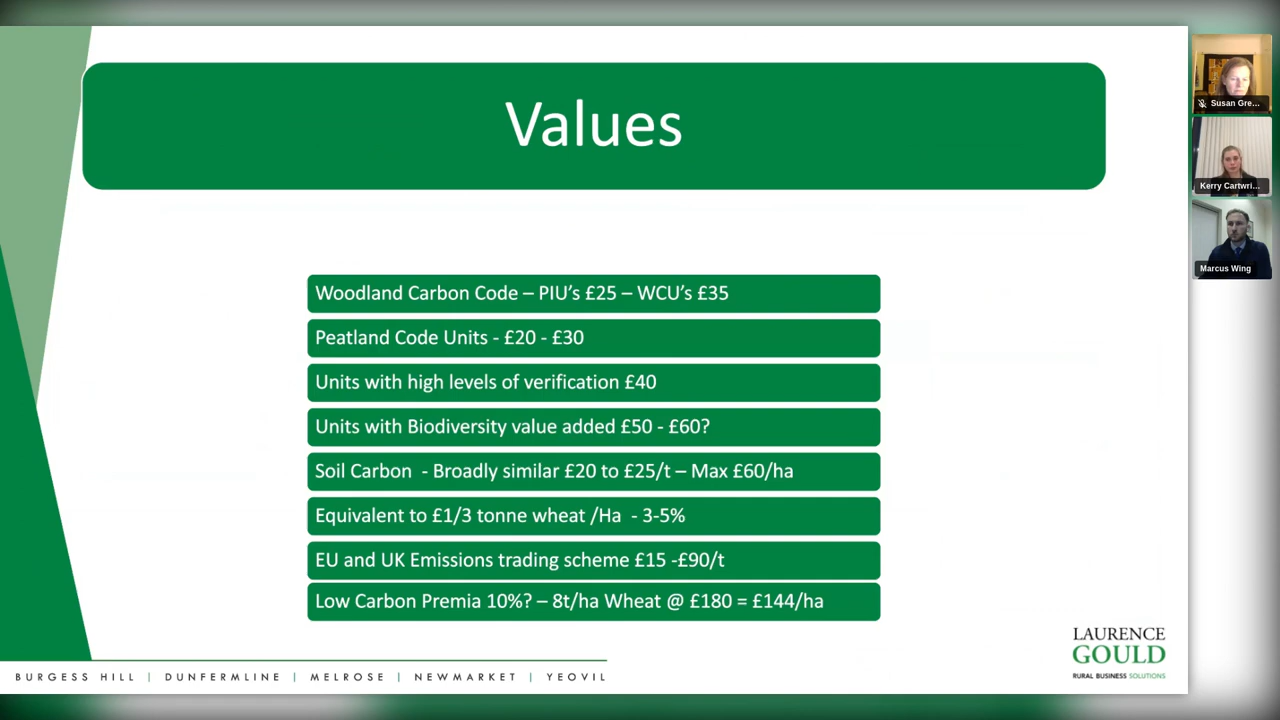 Values
Woodland Carbon Code – PIU's £25 – WCU's £35
Peatland Code Units - £20 - £30
Units with high levels of verification £40
Units with Biodiversity value added £50 - £60?
Soil Carbon  - Broadly similar £20 to £25/t – Max £60/ha
Equivalent to £1/3 tonne wheat /Ha  - 3-5%
EU and UK Emissions trading scheme £15 -£90/t
Low Carbon Premia 10%? – 8t/ha Wheat @ £180 = £144/ha
LAURENCE
GOULD
RURAL BUSINESS SOLUTIONS
BURGESS HILL | DUNFERMLINE | MELROSE | NEWMARKET | YEOVIL
Susan Gre...
Kerry Cartwri...
Marcus Wing